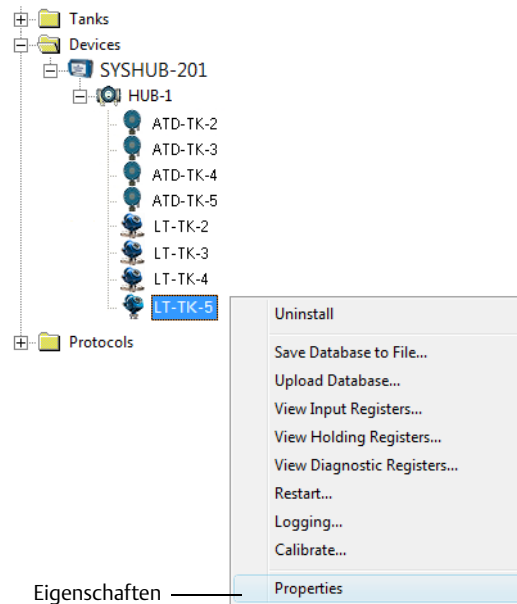 Tanks
Devices
SYSHUB-201
HUB-1
ATD-TK-2
ATD-TK-3
ATD-TK-4
ATD-TK-5
LT-TK-2
LT-TK-3
LT-TK-4
LT-TK-5
Protocols
Uninstall
Save Database to File...
Upload Database...
View Input Registers...
View Holding Registers...
View Diagnostic Registers...
Restart...
Logging...
Calibrate...
Eigenschaften
Properties